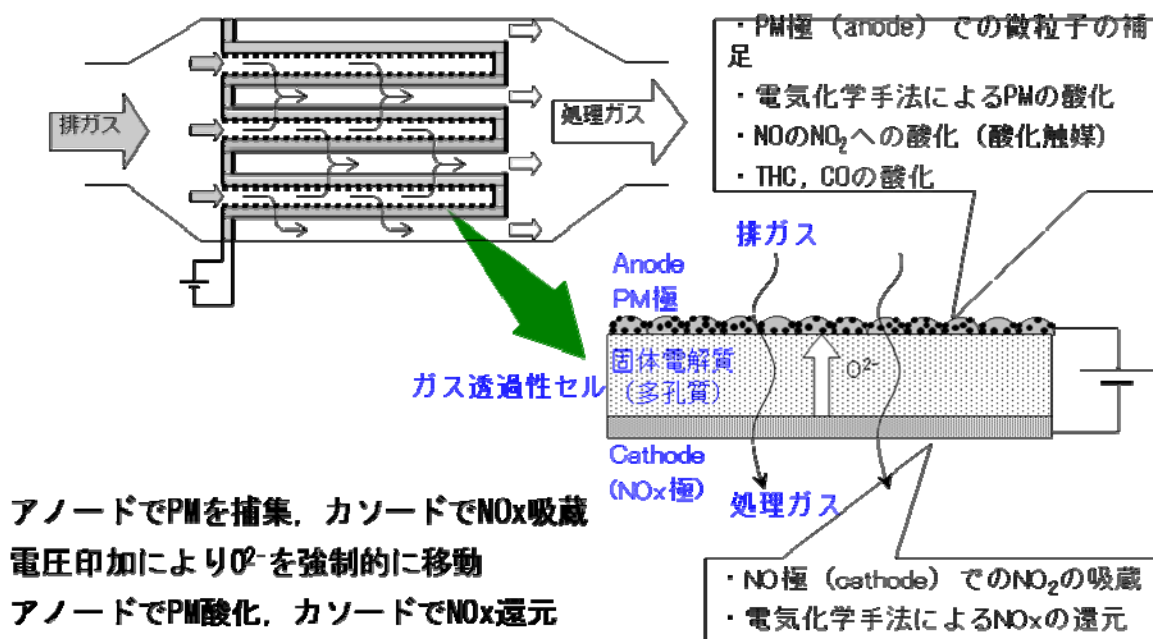 排ガス
処理ガス
・PM極（anode）での微粒子の補
足
・電気化学手法によるPMの酸化
・NOのNO₂への酸化（酸化触媒）
・THC, COの酸化
排ガス
Anode
PM極
固体電解質
（多孔質）
O²⁻
ガス透過性セル
Cathode
(NOx極)
処理ガス
アノードでPMを捕集，カソードでNOx吸蔵
電圧印加によりO²⁻を強制的に移動
アノードでPM酸化，カソードでNOx還元
・NO極（cathode）でのNO₂の吸蔵
・電気化学手法によるNOxの還元